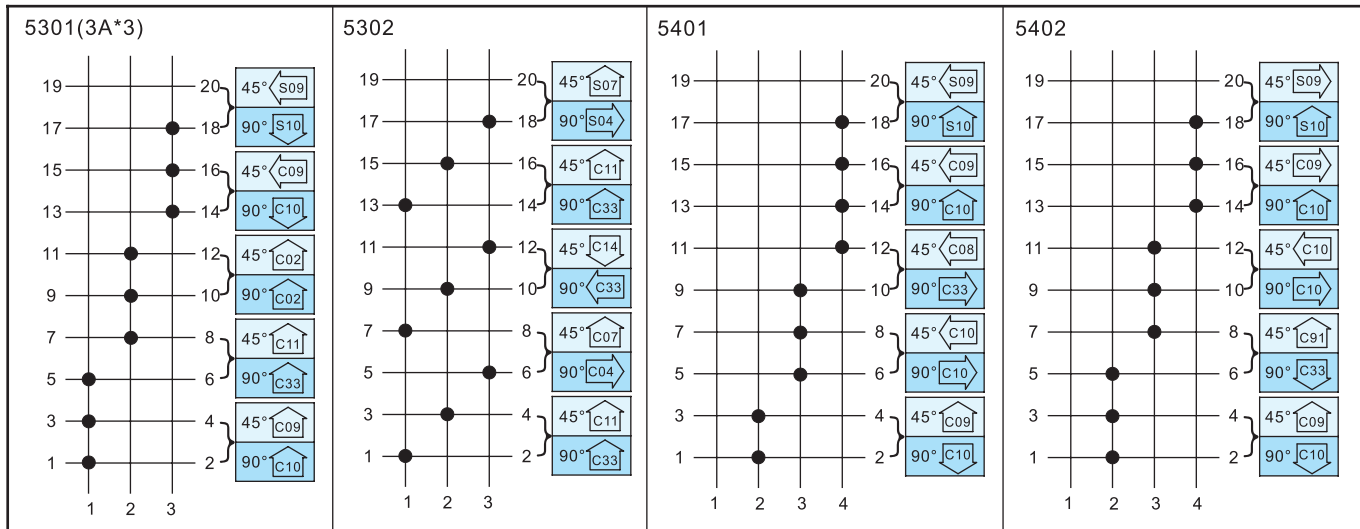 5301(3A*3)
19 20 45° S09
17 18 90° S10
15 16 45° C09
13 14 90° C10
11 12 45° C02
9 10 90° C02
7 8 45° C11
5 6 90° C33
3 4 45° C09
1 2 90° C10
1 2 3
5302
19 20 45° S07
17 18 90° S04
15 16 45° C11
13 14 90° C33
11 12 45° C14
9 10 90° C33
7 8 45° C07
5 6 90° C04
3 4 45° C11
1 2 90° C33
1 2 3
5401
19 20 45° S09
17 18 90° S10
15 16 45° C09
13 14 90° C10
11 12 45° C08
9 10 90° C33
7 8 45° C10
5 6 90° C10
3 4 45° C09
1 2 90° C10
1 2 3 4
5402
19 20 45° S09
17 18 90° S10
15 16 45° C09
13 14 90° C10
11 12 45° C10
9 10 90° C10
7 8 45° C91
5 6 90° C33
3 4 45° C09
1 2 90° C10
1 2 3 4